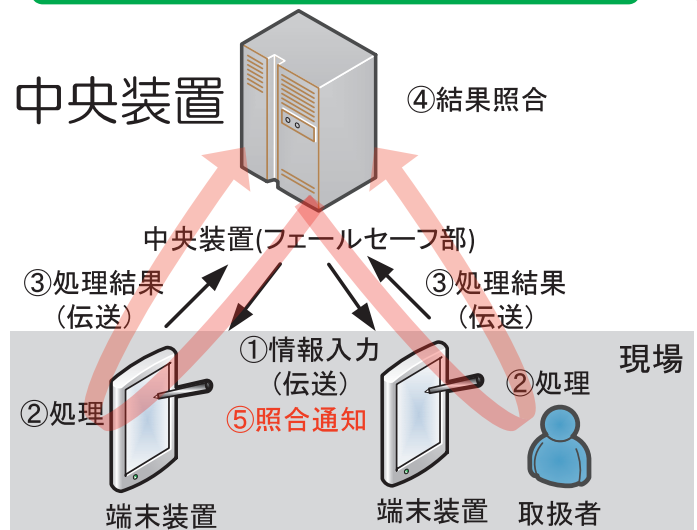 中央装置
④結果照合
中央装置(フェールセーフ部)
③処理結果
(伝送)
③処理結果
(伝送)
①情報入力
(伝送)
⑤照合通知
現場
②処理
②処理
端末装置
端末装置
取扱者